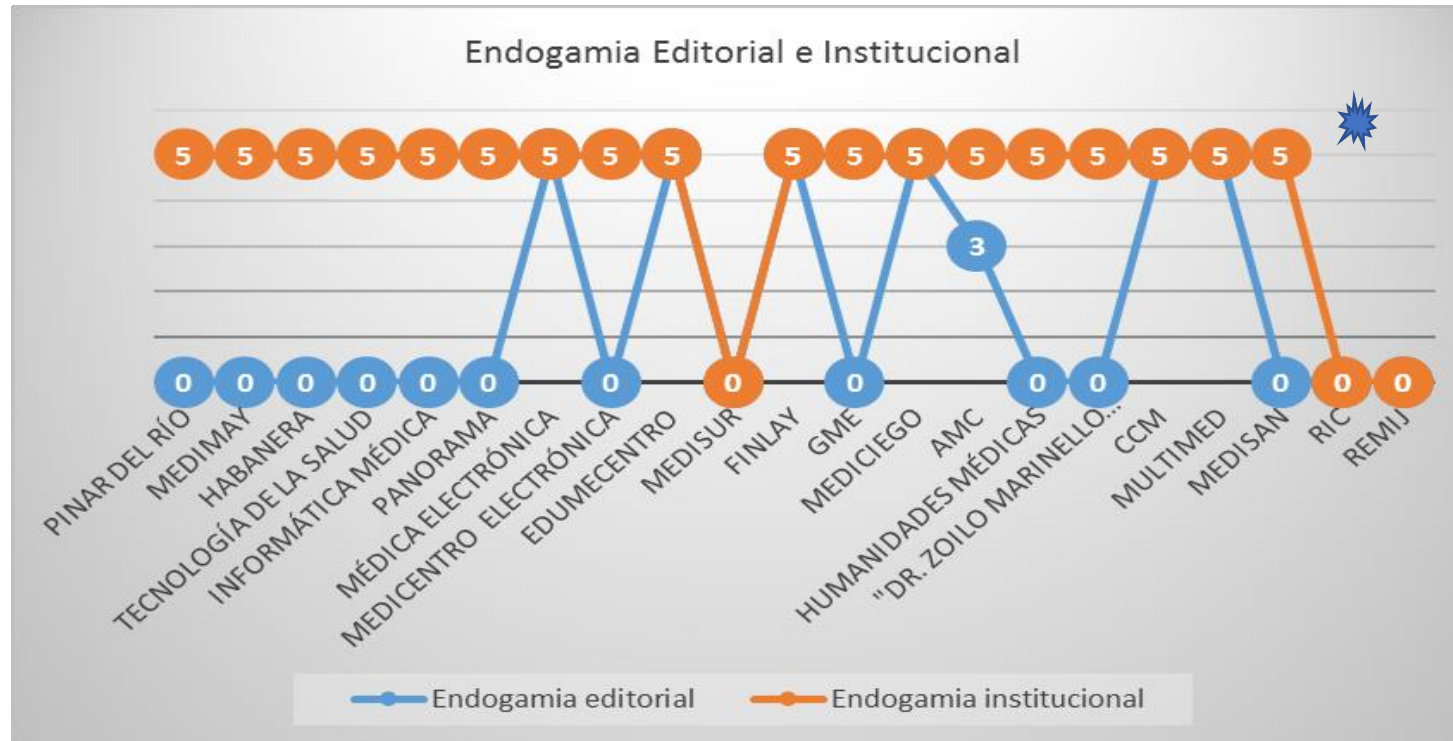 Endogamia Editorial e Institucional
5 5 5 5 5 5 5 5 5 5 5 5 5 5 5 5 5 5
3
0 0 0 0 0 0 0 0 0 0 0 0 0 0
PINAR DEL RÍO
MEDIMAY
HABANERA
TECNOLOGÍA DE LA SALUD
INFORMÁTICA MÉDICA
PANORAMA
MÉDICA ELECTRÓNICA
MEDICENTRO ELECTRÓNICA
EDUMECENTRO
MEDISUR
FINLAY
GME
MEDICIEGO
AMC
HUMANIDADES MÉDICAS
"DR. ZOILO MARINELLO...
CCM
MULTIMED
MEDISAN
RIC
REMIJ
Endogamia editorial
Endogamia institucional